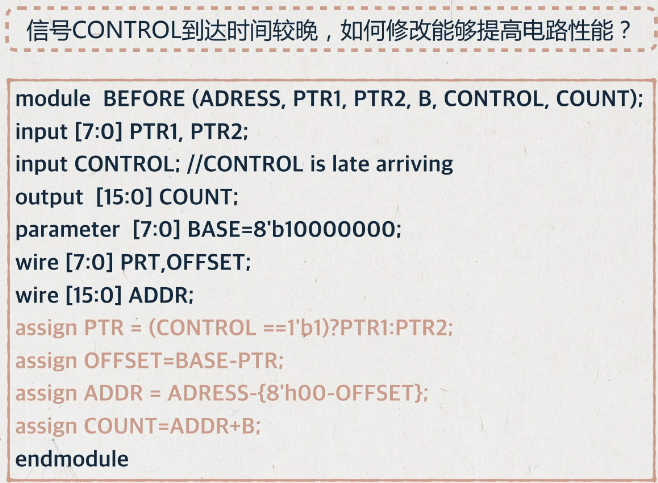 信号CONTROL到达时间较晚，如何修改能够提高电路性能？
module BEFORE (ADRESS, PTR1, PTR2, B, CONTROL, COUNT);
input [7:0] PTR1, PTR2;
input CONTROL; //CONTROL is late arriving
output [15:0] COUNT;
parameter [7:0] BASE=8'b10000000;
wire [7:0] PRT,OFFSET;
wire [15:0] ADDR;
assign PTR = (CONTROL ==1'b1)?PTR1:PTR2;
assign OFFSET=BASE-PTR;
assign ADDR = ADRESS-{8'h00-OFFSET};
assign COUNT=ADDR+B;
endmodule